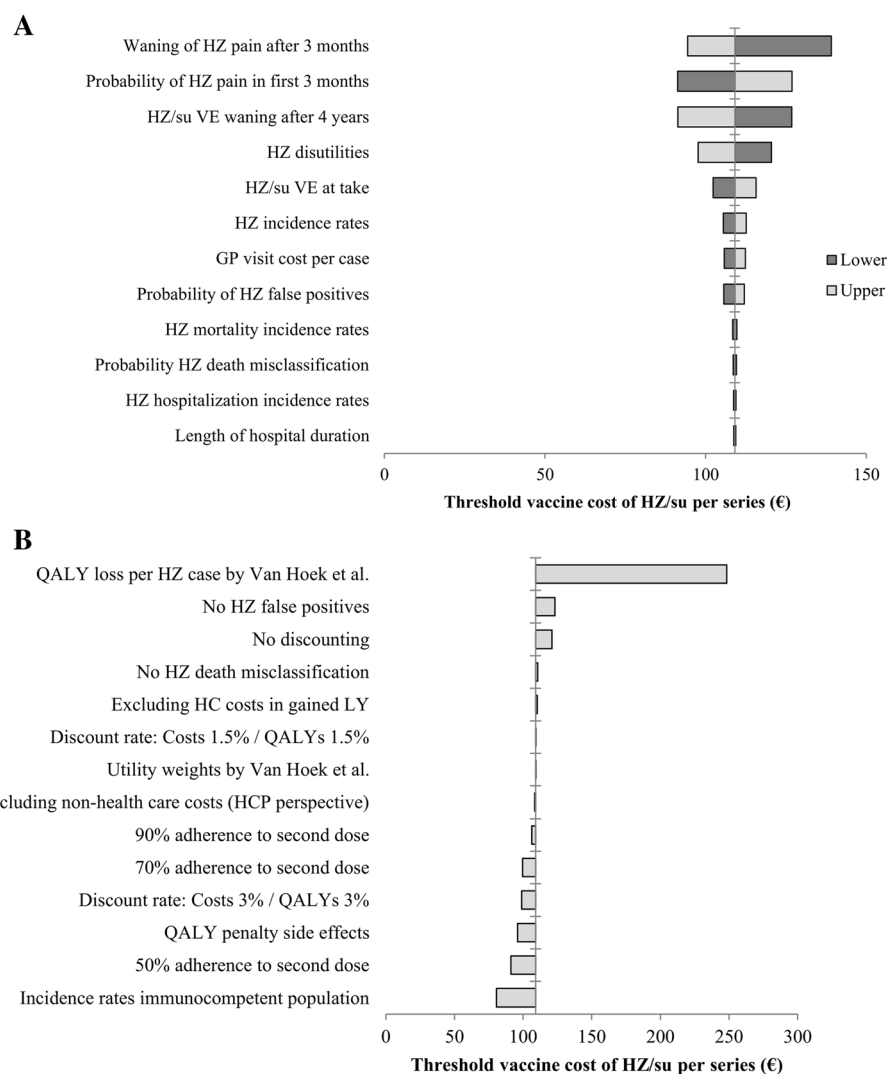 A
Waning of HZ pain after 3 months
Probability of HZ pain in first 3 months
HZ/su VE waning after 4 years
HZ disutilities
HZ/su VE at take
HZ incidence rates
GP visit cost per case
Probability of HZ false positives
HZ mortality incidence rates
Probability HZ death misclassification
HZ hospitalization incidence rates
Length of hospital duration
Lower
Upper
0 50 100 150
Threshold vaccine cost of HZ/su per series (€)
B
QALY loss per HZ case by Van Hoek et al.
No HZ false positives
No discounting
No HZ death misclassification
Excluding HC costs in gained LY
Discount rate: Costs 1.5% / QALYs 1.5%
Utility weights by Van Hoek et al.
cluding non-health care costs (HCP perspective)
90% adherence to second dose
70% adherence to second dose
Discount rate: Costs 3% / QALYs 3%
QALY penalty side effects
50% adherence to second dose
Incidence rates immunocompetent population
0 50 100 150 200 250 300
Threshold vaccine cost of HZ/su per series (€)